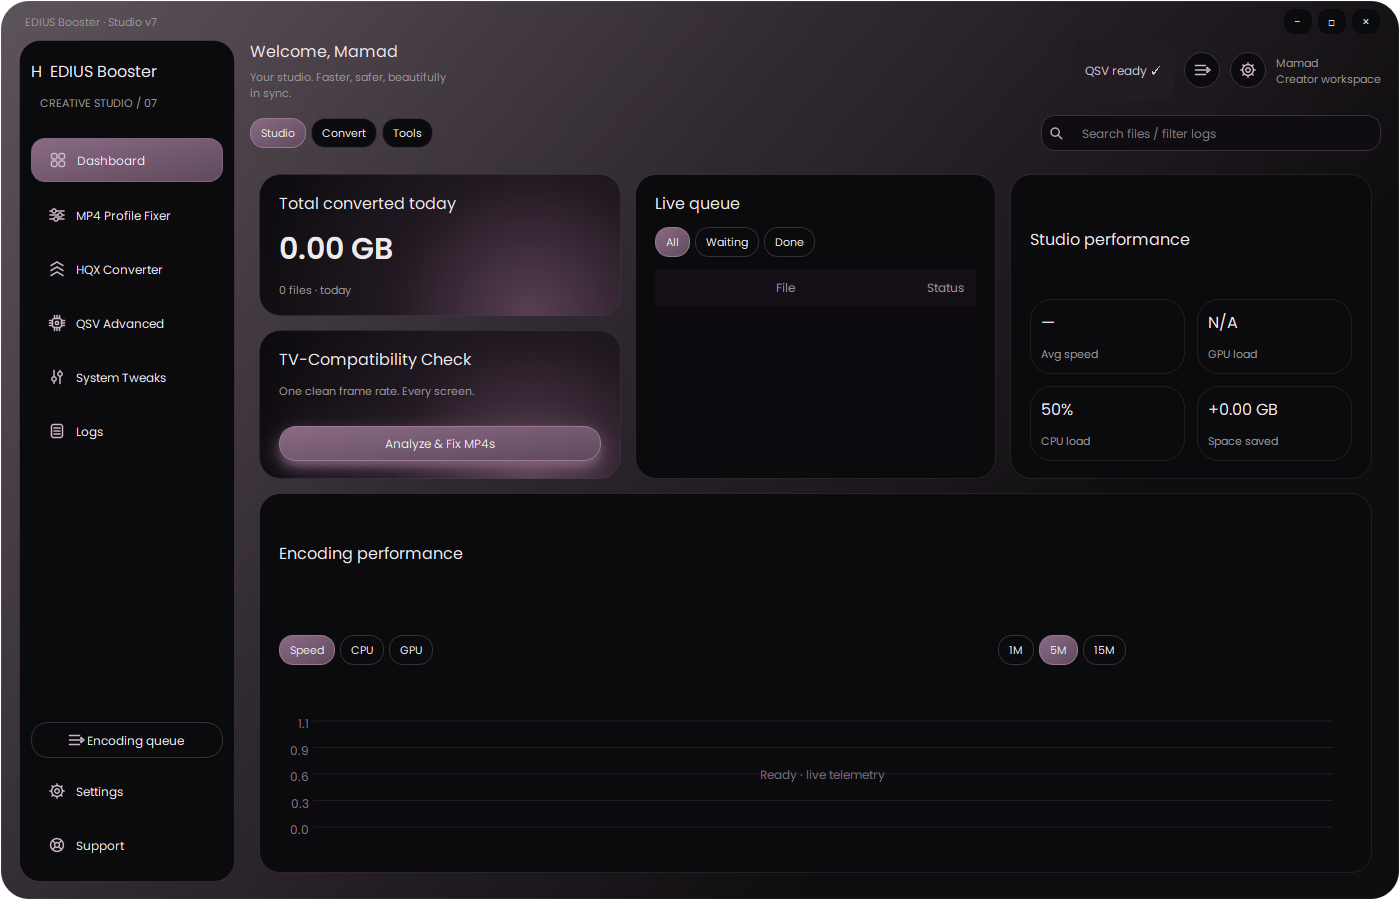 EDIUS Booster · Studio v7
H EDIUS Booster
CREATIVE STUDIO / 07
Dashboard
MP4 Profile Fixer
HQX Converter
QSV Advanced
System Tweaks
Logs
Encoding queue
Settings
Support
Welcome, Mamad
Your studio. Faster, safer, beautifully
in sync.
QSV ready ✓
Mamad
Creator workspace
Studio
Convert
Tools
Search files / filter logs
Total converted today
0.00 GB
0 files · today
TV-Compatibility Check
One clean frame rate. Every screen.
Analyze & Fix MP4s
Live queue
All
Waiting
Done
File
Status
Studio performance
—
Avg speed
N/A
GPU load
50%
CPU load
+0.00 GB
Space saved
Encoding performance
Speed
CPU
GPU
1M
5M
15M
1.1
0.9
0.6
0.3
0.0
Ready · live telemetry